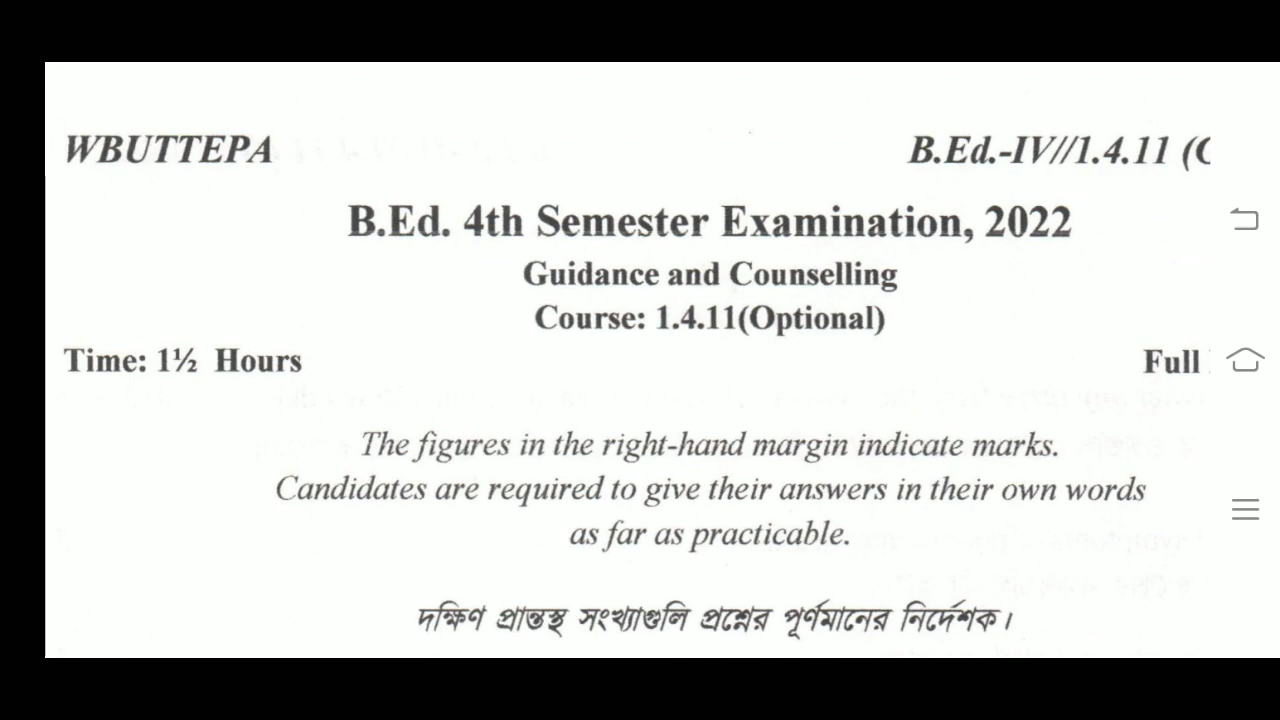 WBUTTEPA B.Ed.-IV//1.4.11 (
B.Ed. 4th Semester Examination, 2022
Guidance and Counselling
Course: 1.4.11(Optional)
Time: 1½ Hours Full
The figures in the right-hand margin indicate marks.
Candidates are required to give their answers in their own words
as far as practicable.
দক্ষিণ প্রান্তস্থ সংখ্যাগুলি প্রশ্নের পূর্ণমানের নির্দেশক।